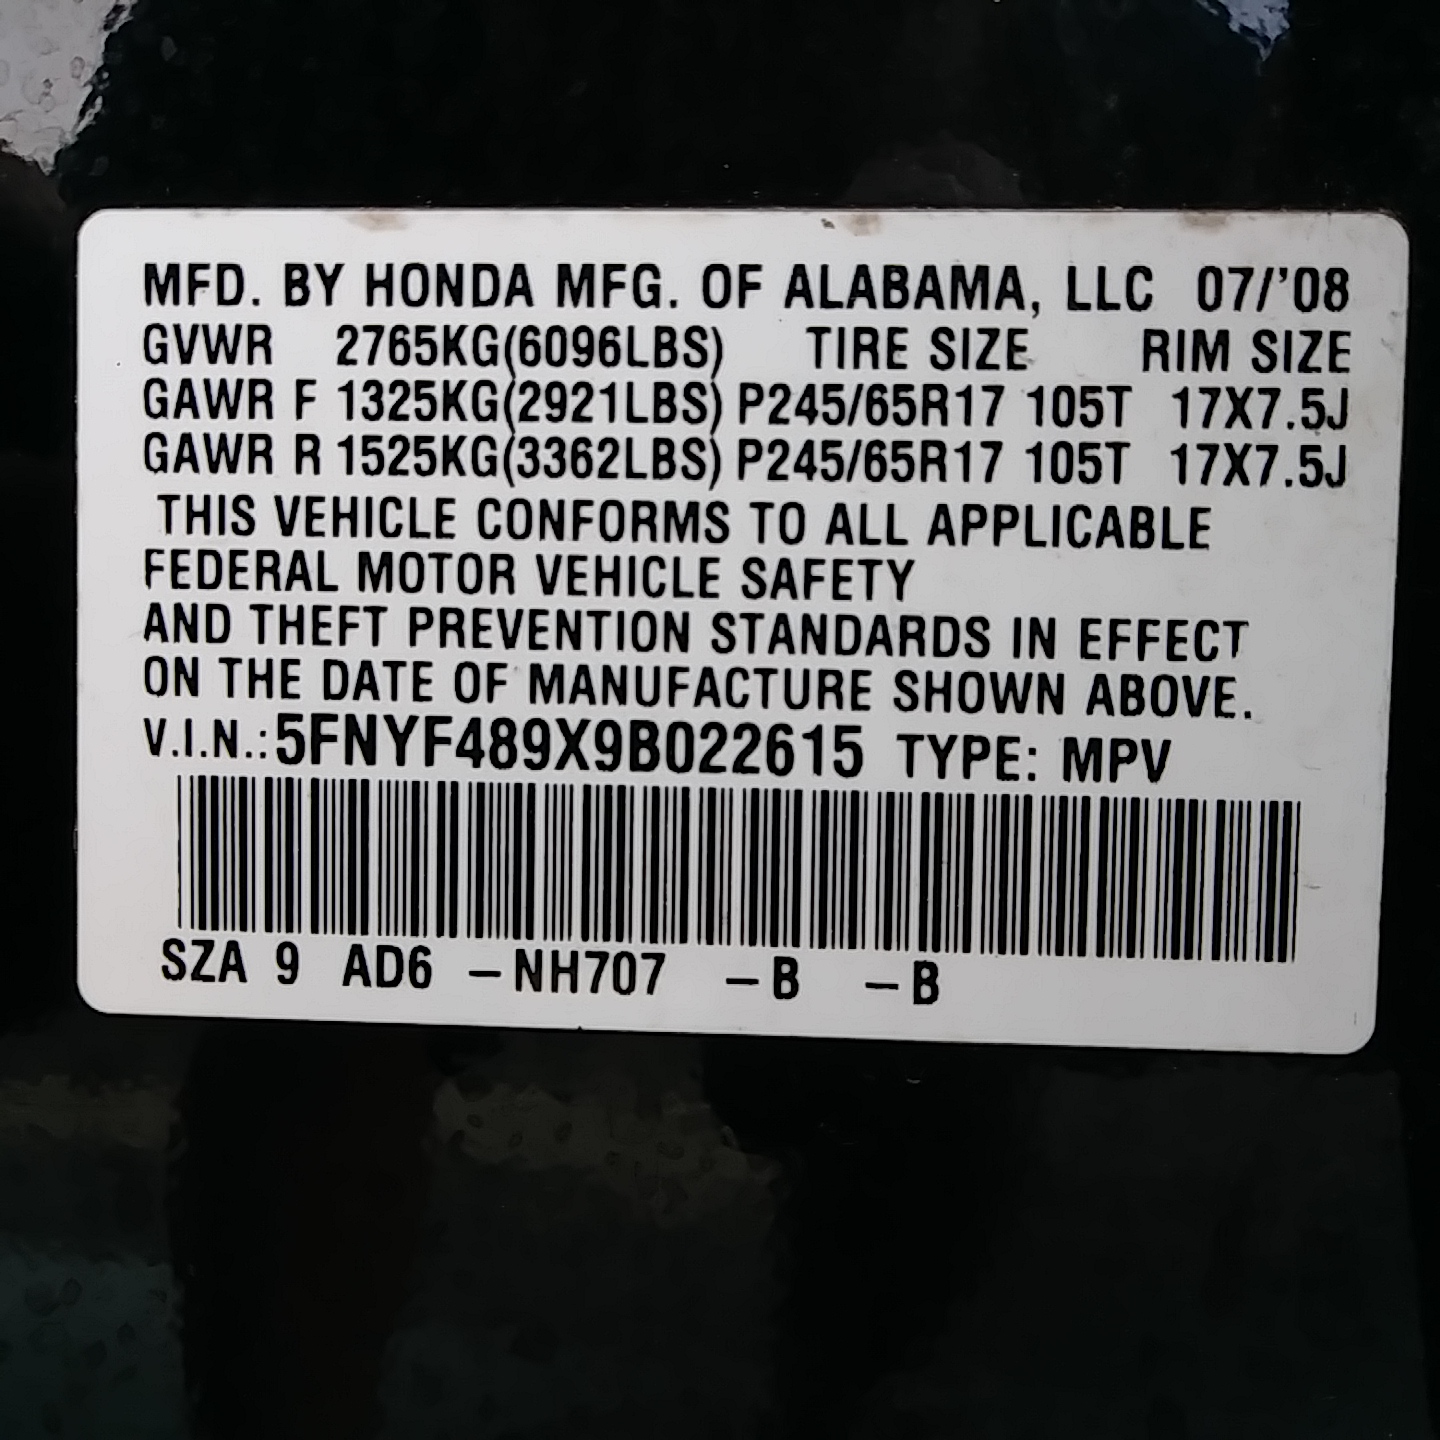 MFD. BY HONDA MFG. OF ALABAMA, LLC 07/'08
GVWR 2765KG(6096LBS) TIRE SIZE RIM SIZE
GAWR F 1325KG(2921LBS) P245/65R17 105T 17X7.5J
GAWR R 1525KG(3362LBS) P245/65R17 105T 17X7.5J
THIS VEHICLE CONFORMS TO ALL APPLICABLE
FEDERAL MOTOR VEHICLE SAFETY
AND THEFT PREVENTION STANDARDS IN EFFECT
ON THE DATE OF MANUFACTURE SHOWN ABOVE.
V.I.N.:5FNYF489X9B022615 TYPE: MPV
SZA 9 AD6 –NH707 –B –B